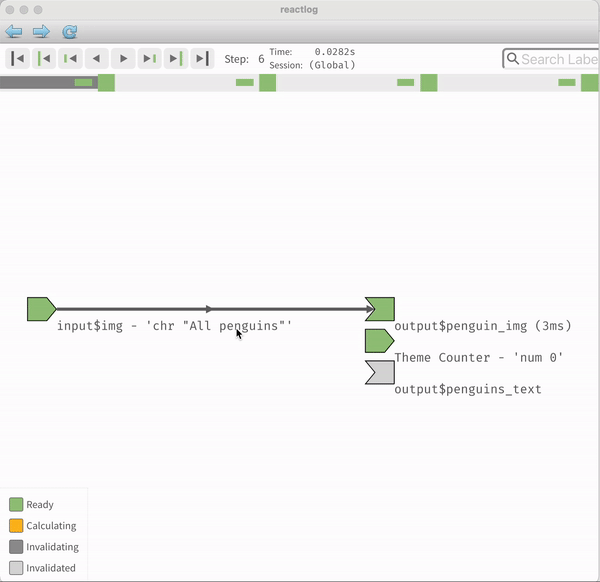 reactlog
Step: 6 Time: 0.0282s
Session: (Global)
Search Labe
input$img - 'chr "All penguins"'
output$penguin_img (3ms)
Theme Counter - 'num 0'
output$penguins_text
Ready
Calculating
Invalidating
Invalidated